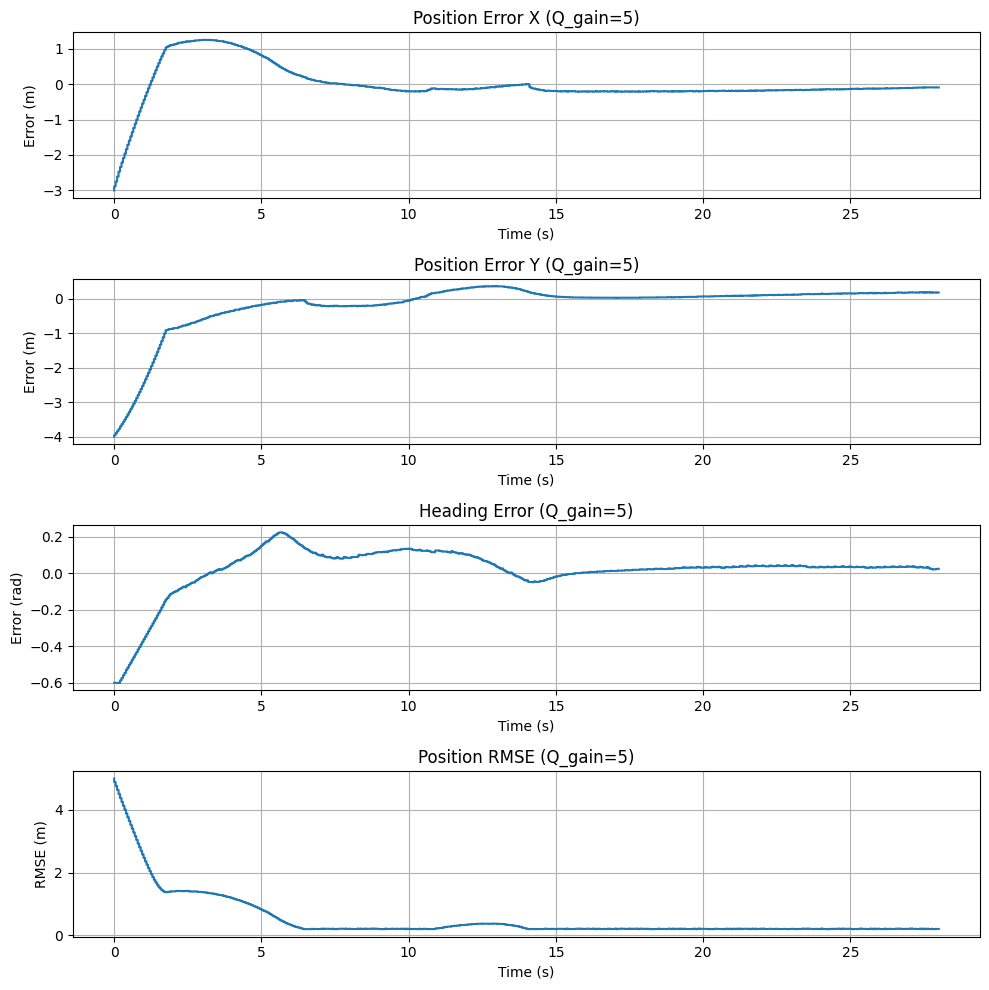 Position Error X (Q_gain=5)
1
0
−1
−2
−3
Error (m)
0 5 10 15 20 25
Time (s)
Position Error Y (Q_gain=5)
0
−1
−2
−3
−4
Error (m)
0 5 10 15 20 25
Time (s)
Heading Error (Q_gain=5)
0.2
0.0
−0.2
−0.4
−0.6
Error (rad)
0 5 10 15 20 25
Time (s)
Position RMSE (Q_gain=5)
4
2
0
RMSE (m)
0 5 10 15 20 25
Time (s)